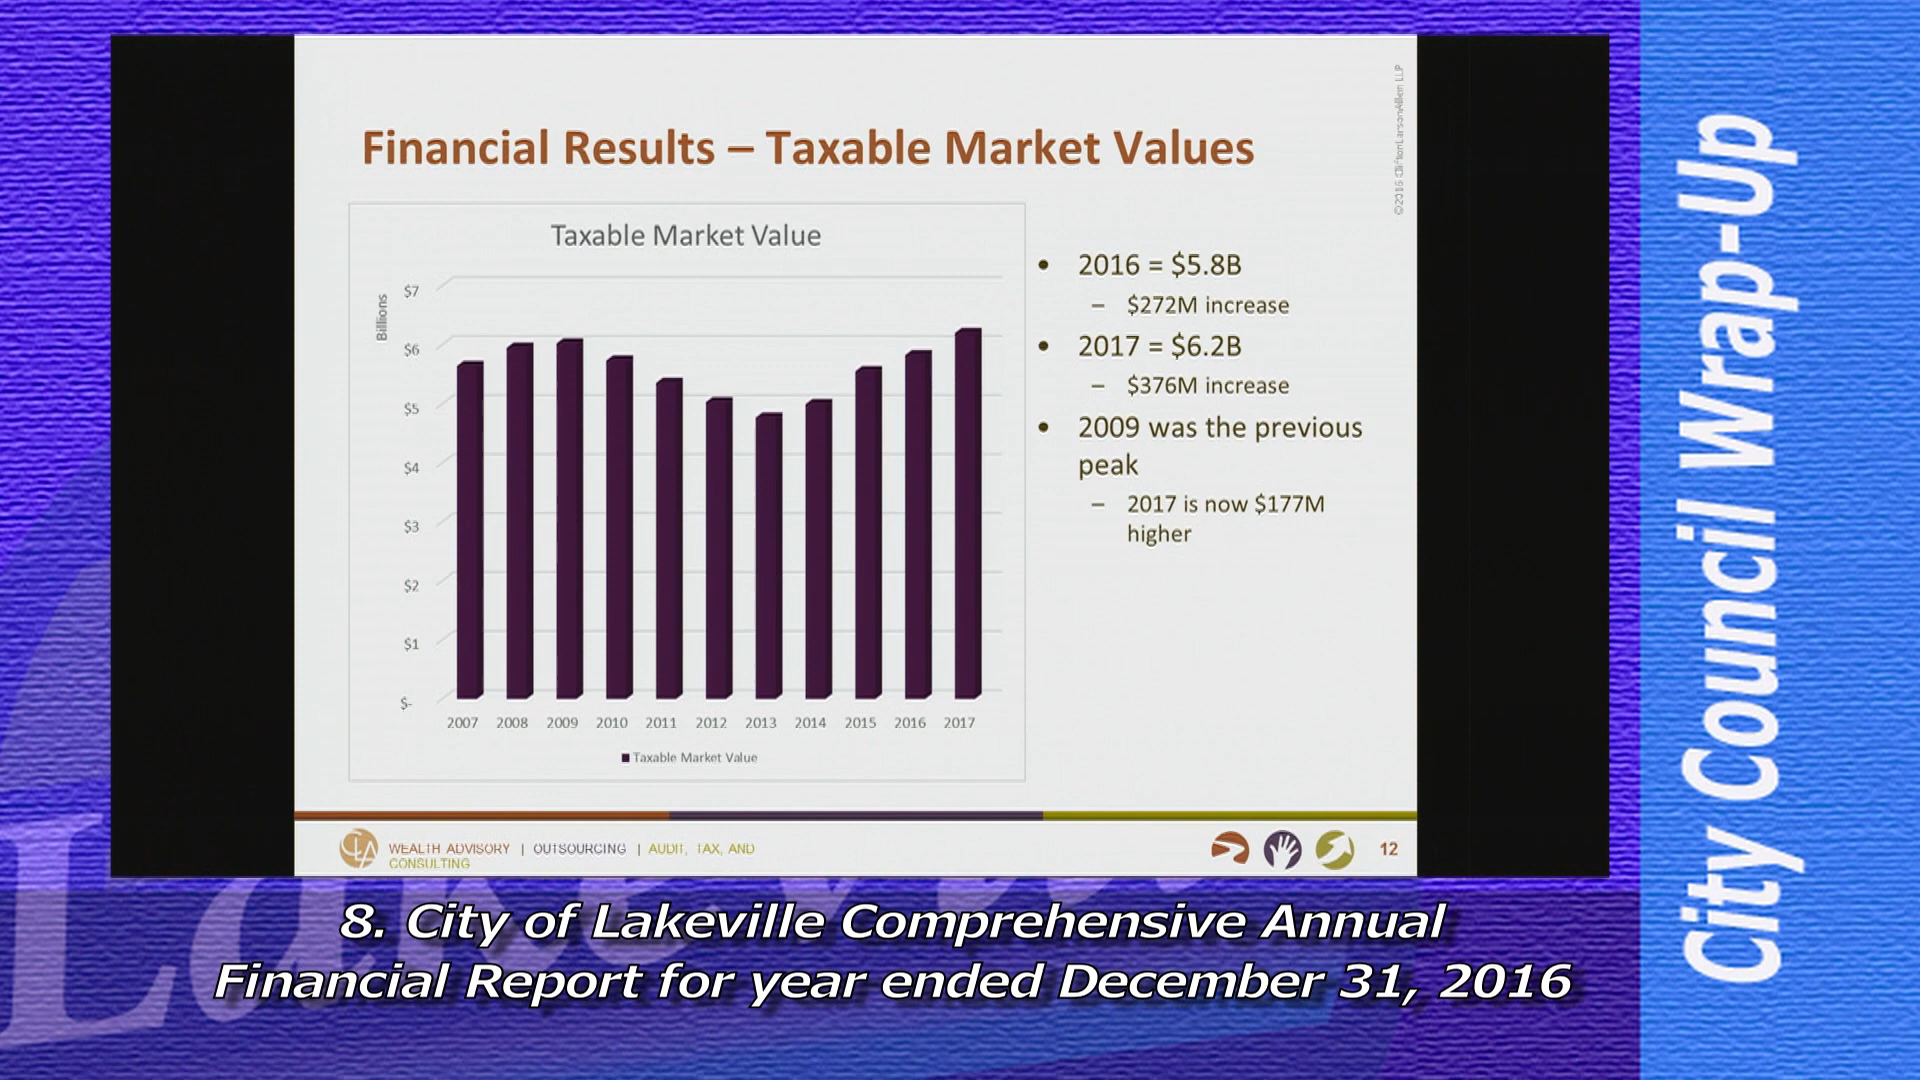 Financial Results – Taxable Market Values
©2016 CliftonLarsonAllen LLP
Taxable Market Value
Billions
$7
$6
$5
$4
$3
$2
$1
$-
2007 2008 2009 2010 2011 2012 2013 2014 2015 2016 2017
Taxable Market Value
• 2016 = $5.8B
– $272M increase
• 2017 = $6.2B
– $376M increase
• 2009 was the previous
peak
– 2017 is now $177M
higher
CLA
WEALTH ADVISORY | OUTSOURCING | AUDIT, TAX, AND
CONSULTING
12
8. City of Lakeville Comprehensive Annual
Financial Report for year ended December 31, 2016
City Council Wrap-Up